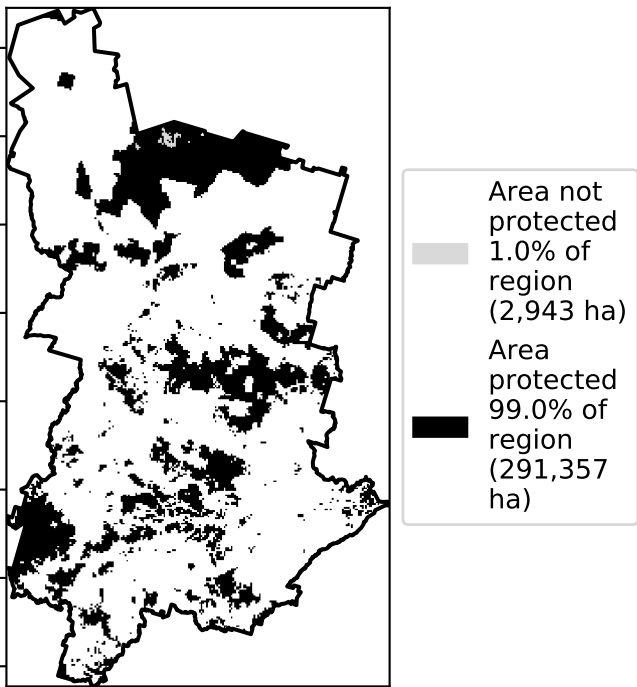 Area not
protected
1.0% of
region
(2,943 ha)
Area
protected
99.0% of
region
(291,357
ha)